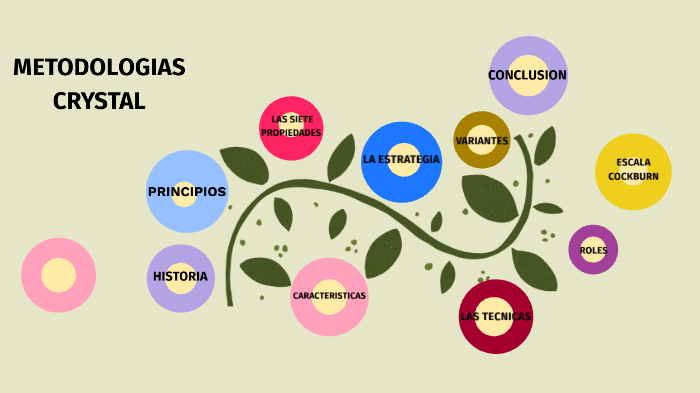 METODOLOGIAS
CRYSTAL
CONCLUSION
LAS SIETE
PROPIEDADES
LA ESTRATEGIA
VARIANTES
ESCALA
COCKBURN
PRINCIPIOS
ROLES
HISTORIA
CARACTERISTICAS
LAS TECNICAS